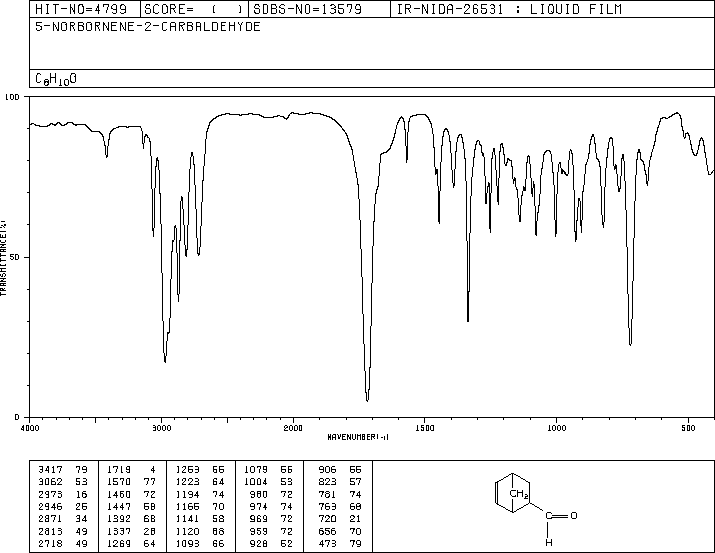 HIT-NO=4799 SCORE= ( ) SDBS-NO=13579 IR-NIDA-26531 : LIQUID FILM
5-NORBORNENE-2-CARBALDEHYDE
C8H10O
100
50
0
TRANSMITTANCE(%)
4000 3000 2000 1500 1000 500
WAVENUMBER(-1)
3417 79 1719 4 1253 55 1079 55 906 55
3062 53 1570 77 1223 64 1004 53 823 57
2973 16 1460 72 1194 74 980 72 781 74
2946 25 1447 58 1166 70 974 74 763 68
2871 34 1392 68 1141 58 969 72 720 21
2813 49 1337 28 1120 68 959 72 656 70
2718 49 1269 64 1093 66 928 52 473 79
CH2
C=O
H